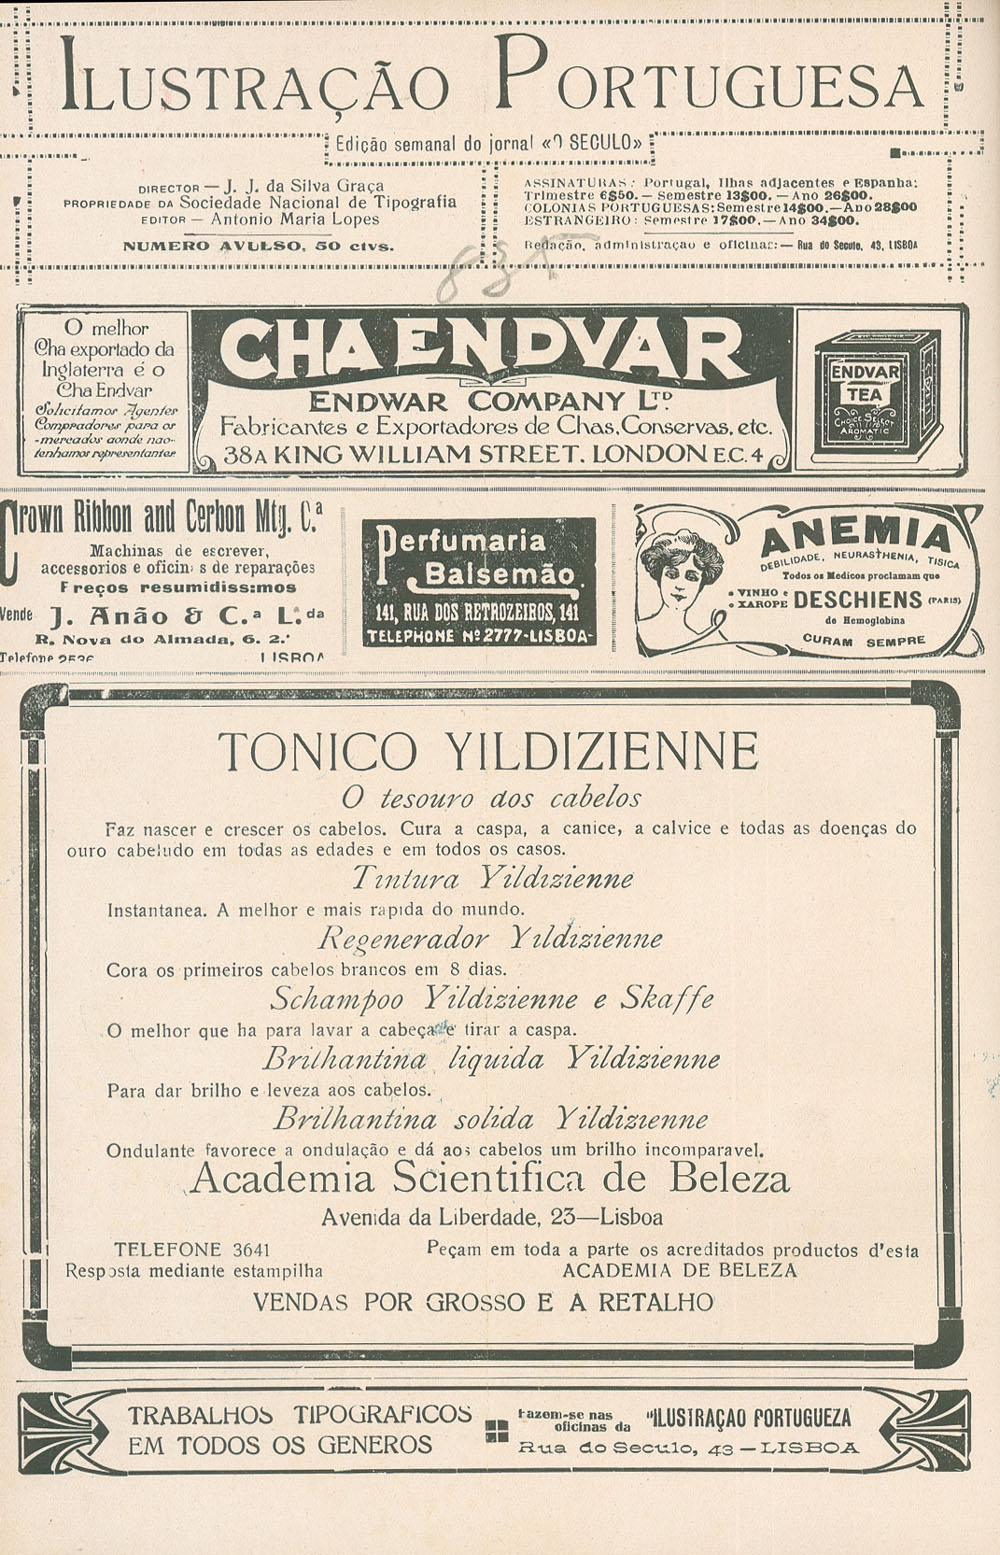 ILUSTRAÇÃO PORTUGUESA
Edição semanal do jornal «O SECULO»
DIRECTOR — J. J. da Silva Graça
PROPRIEDADE DA Sociedade Nacional de Tipografia
EDITOR — Antonio Maria Lopes
NUMERO AVULSO, 50 ctvs.
ASSINATURAS: Portugal, Ilhas adjacentes e Espanha:
Trimestre 6$50. — Semestre 13$00. — Ano 26$00.
COLONIAS PORTUGUESAS: Semestre 14$00. — Ano 28$00
ESTRANGEIRO: Semestre 17$00. — Ano 34$00.
Redação, administração e oficinas: — Rua do Seculo, 43, LISBOA
835
O melhor
Cha exportado da
Inglaterra é o
Cha Endvar
Solicitamos Agentes
Compradores para os
-mercados aonde nao-
tenhamos representantes
CHA ENDVAR
ENDWAR COMPANY LTD.
Fabricantes e Exportadores de Chas, Conservas, etc.
38A KING WILLIAM STREET. LONDON E.C. 4
ENDVAR
TEA
AROMATIC
Crown Ribbon and Cerbon Mtg. C.ª
Machinas de escrever,
accessorios e oficin s de reparações
Preços resumidissimos
Vende J. Anão & C.ª L.da
R. Nova do Almada, 6. 2.º
Telefone 2536 LISBOA
Perfumaria
Balsemão
141, RUA DOS RETROZEIROS, 141
TELEPHONE Nº 2777-LISBOA-
ANEMIA
DEBILIDADE, NEURASTHENIA, TISICA
Todos os Medicos proclamam que
VINHO e
XAROPE DESCHIENS (PARIS)
de Hemoglobina
CURAM SEMPRE
TONICO YILDIZIENNE
O tesouro dos cabelos
Faz nascer e crescer os cabelos. Cura a caspa, a canice, a calvice e todas as doenças do
ouro cabeludo em todas as edades e em todos os casos.
Tintura Yildizienne
Instantanea. A melhor e mais rapida do mundo.
Regenerador Yildizienne
Cora os primeiros cabelos brancos em 8 dias.
Schampoo Yildizienne e Skaffe
O melhor que ha para lavar a cabeça e tirar a caspa.
Brilhantina liquida Yildizienne
Para dar brilho e leveza aos cabelos.
Brilhantina solida Yildizienne
Ondulante favorece a ondulação e dá aos cabelos um brilho incomparavel.
Academia Scientifica de Beleza
Avenida da Liberdade, 23—Lisboa
TELEFONE 3641
Resposta mediante estampilha
Peçam em toda a parte os acreditados productos d'esta
ACADEMIA DE BELEZA
VENDAS POR GROSSO E A RETALHO
TRABALHOS TIPOGRAFICOS
EM TODOS OS GENEROS
Fazem-se nas
oficinas da "ILUSTRAÇAO PORTUGUEZA
Rua do Seculo, 43 — LISBOA